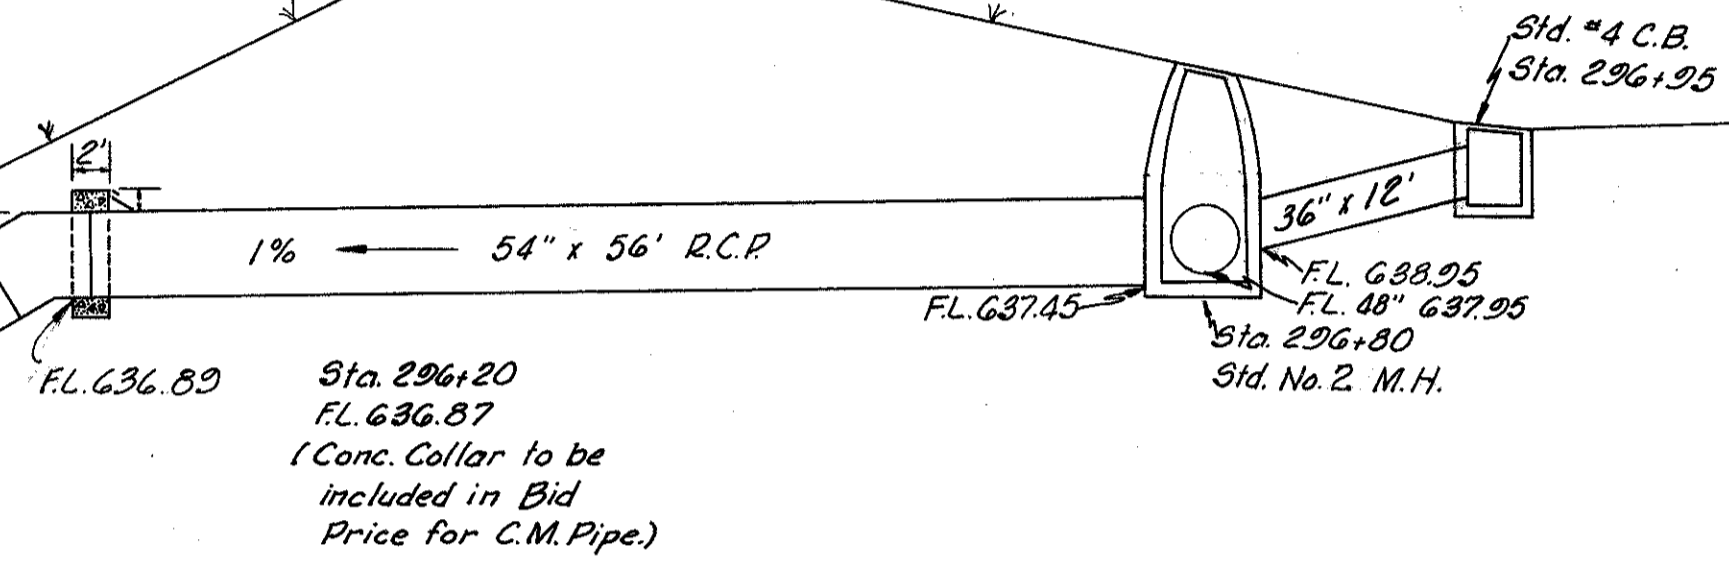 Std. #4 C.B.
Sta. 296+95
2'
36" x 12'
1%
54" x 56' R.C.P.
F.L. 638.95
F.L. 48" 637.95
F.L. 637.45
Sta. 296+80
Std. No. 2 M.H.
F.L. 636.89
Sta. 296+20
F.L. 636.87
(Conc. Collar to be
included in Bid
Price for C.M. Pipe.)